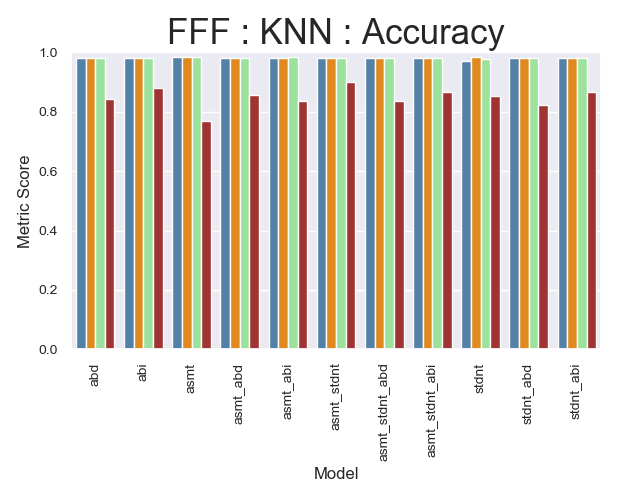 FFF : KNN : Accuracy
Metric Score
1.0
0.8
0.6
0.4
0.2
0.0
abd
abi
asmt
asmt_abd
asmt_abi
asmt_stdnt
asmt_stdnt_abd
asmt_stdnt_abi
stdnt
stdnt_abd
stdnt_abi
Model